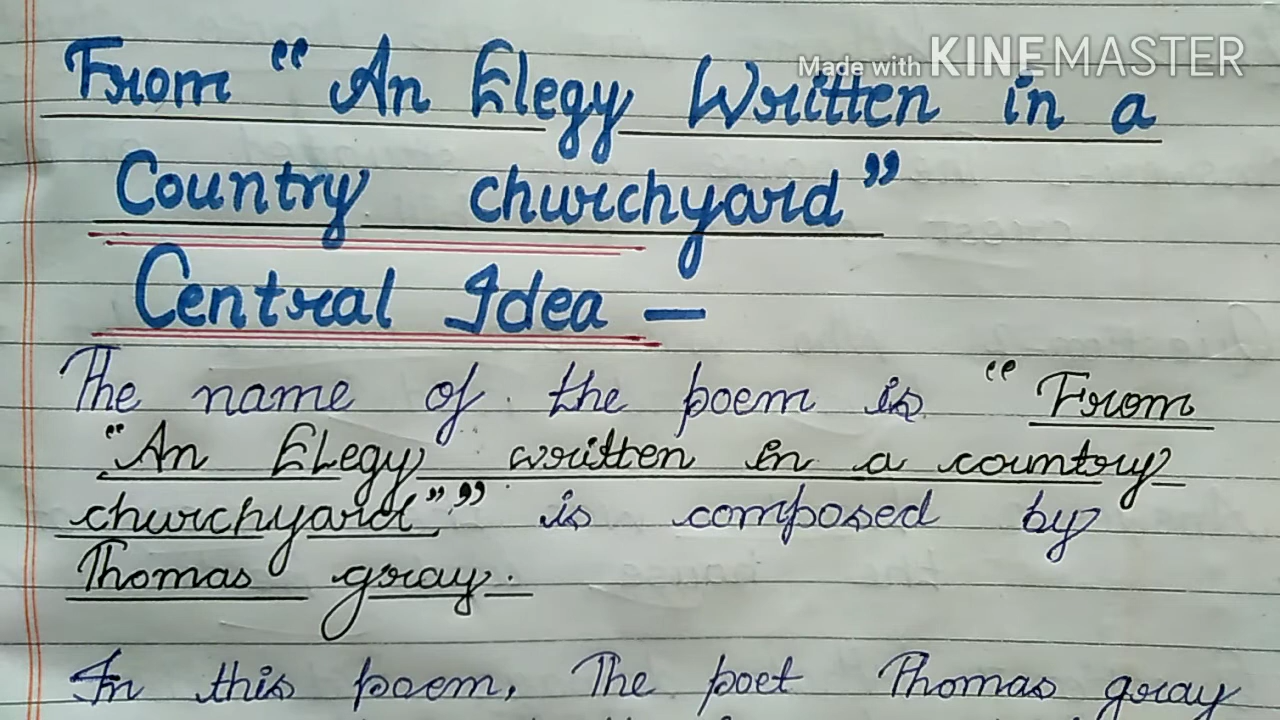 Made with KINEMASTER
From "An Elegy Written in a
Country churchyard"
Central Idea —
The name of the poem is "From
"An Elegy written in a country
churchyard"" is composed by
Thomas gray.
In this poem, The poet Thomas gray